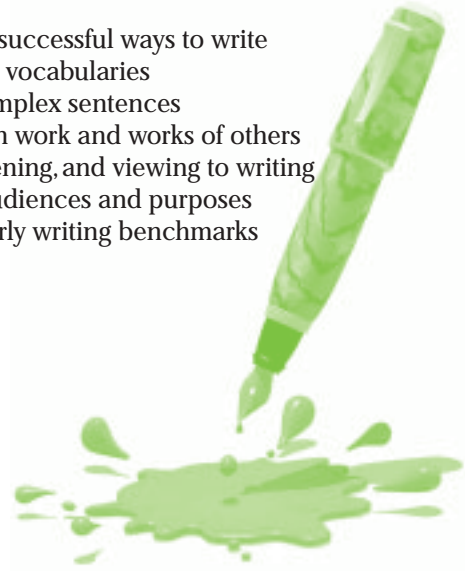 successful ways to write
vocabularies
mplex sentences
n work and works of others
ening, and viewing to writing
udiences and purposes
rly writing benchmarks